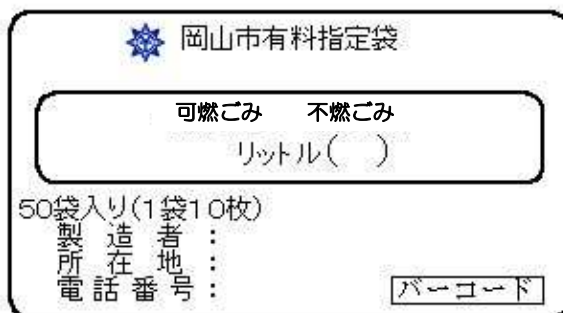 岡山市有料指定袋
可燃ごみ 不燃ごみ
リットル( )
50袋入り(1袋10枚)
製造者:
所在地:
電話番号:
バーコード